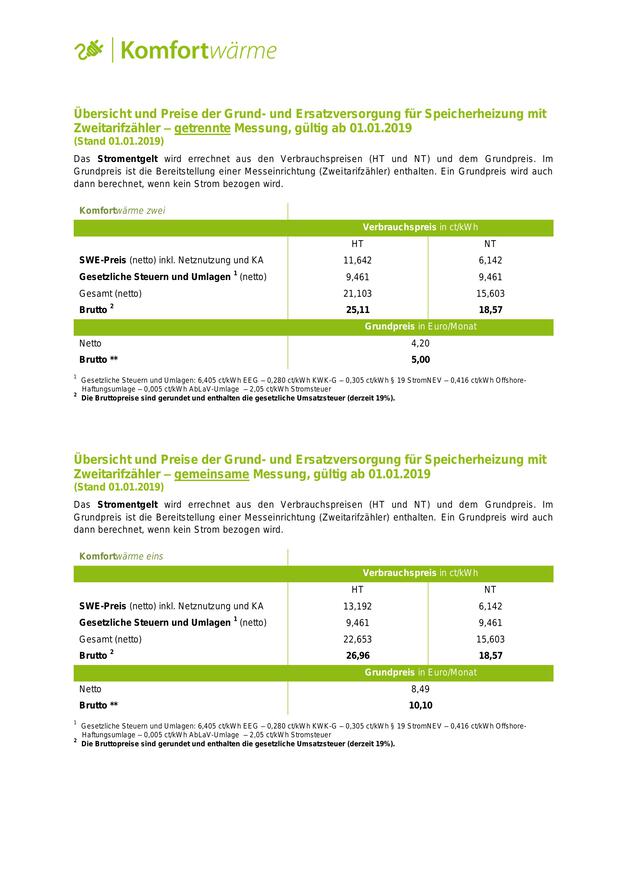 Komfortwärme
Übersicht und Preise der Grund- und Ersatzversorgung für Speicherheizung mit
Zweitarifzähler – getrennte Messung, gültig ab 01.01.2019
(Stand 01.01.2019)
Das Stromentgelt wird errechnet aus den Verbrauchspreisen (HT und NT) und dem Grundpreis. Im
Grundpreis ist die Bereitstellung einer Messeinrichtung (Zweitarifzähler) enthalten. Ein Grundpreis wird auch
dann berechnet, wenn kein Strom bezogen wird.
Komfortwärme zwei
Verbrauchspreis in ct/kWh
HT NT
SWE-Preis (netto) inkl. Netznutzung und KA 11,642 6,142
Gesetzliche Steuern und Umlagen 1 (netto) 9,461 9,461
Gesamt (netto) 21,103 15,603
Brutto 2 25,11 18,57
Grundpreis in Euro/Monat
Netto 4,20
Brutto ** 5,00
1 Gesetzliche Steuern und Umlagen: 6,405 ct/kWh EEG – 0,280 ct/kWh KWK-G – 0,305 ct/kWh § 19 StromNEV – 0,416 ct/kWh Offshore-
Haftungsumlage – 0,005 ct/kWh AbLaV-Umlage – 2,05 ct/kWh Stromsteuer
2 Die Bruttopreise sind gerundet und enthalten die gesetzliche Umsatzsteuer (derzeit 19%).
Übersicht und Preise der Grund- und Ersatzversorgung für Speicherheizung mit
Zweitarifzähler – gemeinsame Messung, gültig ab 01.01.2019
(Stand 01.01.2019)
Das Stromentgelt wird errechnet aus den Verbrauchspreisen (HT und NT) und dem Grundpreis. Im
Grundpreis ist die Bereitstellung einer Messeinrichtung (Zweitarifzähler) enthalten. Ein Grundpreis wird auch
dann berechnet, wenn kein Strom bezogen wird.
Komfortwärme eins
Verbrauchspreis in ct/kWh
HT NT
SWE-Preis (netto) inkl. Netznutzung und KA 13,192 6,142
Gesetzliche Steuern und Umlagen 1 (netto) 9,461 9,461
Gesamt (netto) 22,653 15,603
Brutto 2 26,96 18,57
Grundpreis in Euro/Monat
Netto 8,49
Brutto ** 10,10
1 Gesetzliche Steuern und Umlagen: 6,405 ct/kWh EEG – 0,280 ct/kWh KWK-G – 0,305 ct/kWh § 19 StromNEV – 0,416 ct/kWh Offshore-
Haftungsumlage – 0,005 ct/kWh AbLaV-Umlage – 2,05 ct/kWh Stromsteuer
2 Die Bruttopreise sind gerundet und enthalten die gesetzliche Umsatzsteuer (derzeit 19%).